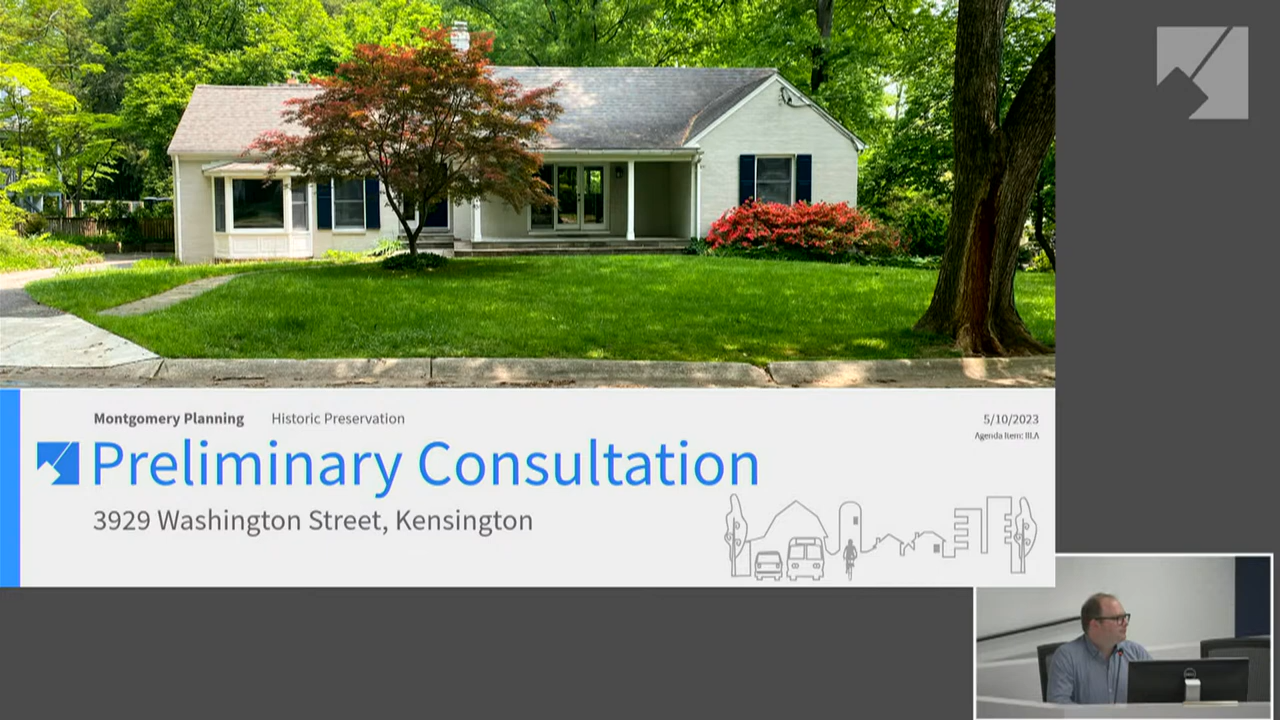 Montgomery Planning Historic Preservation
5/10/2023
Agenda Item: III.A
Preliminary Consultation
3929 Washington Street, Kensington